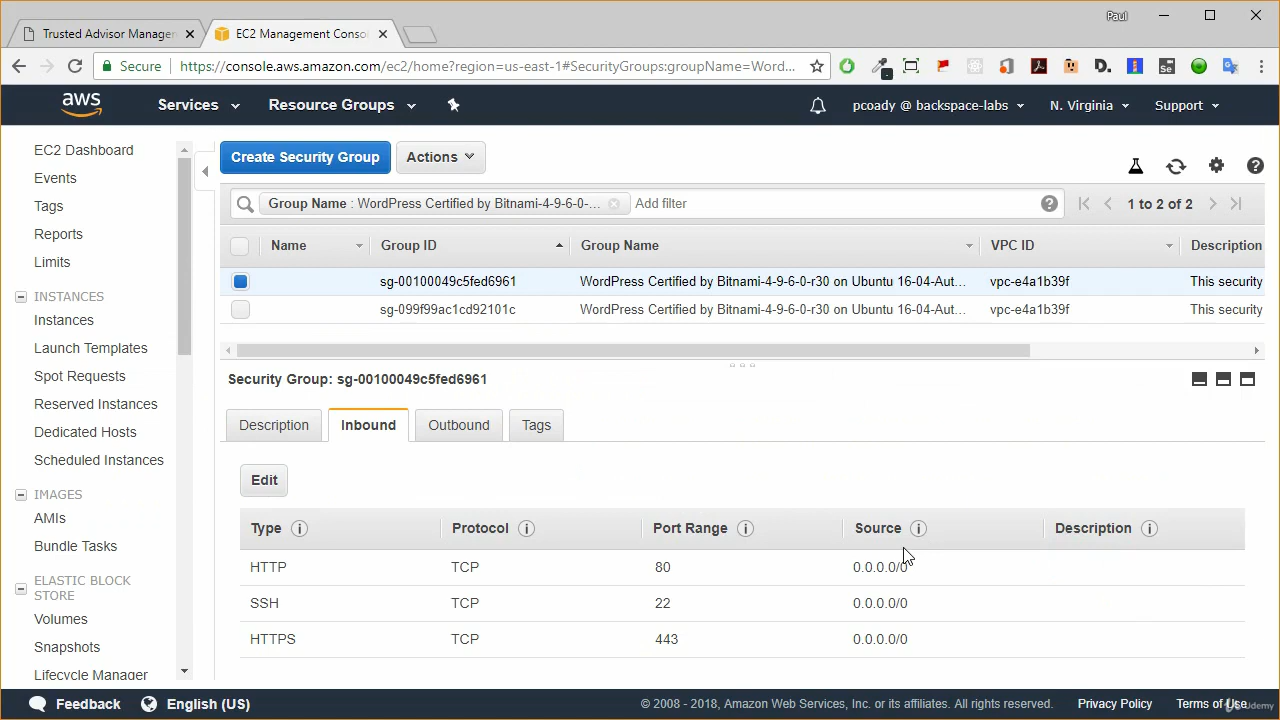 Paul
Trusted Advisor Manager
EC2 Management Conso
Secure
https://console.aws.amazon.com/ec2/home?region=us-east-1#SecurityGroups:groupName=Word...
aws
Services
Resource Groups
pcoady @ backspace-labs
N. Virginia
Support
EC2 Dashboard
Events
Tags
Reports
Limits
INSTANCES
Instances
Launch Templates
Spot Requests
Reserved Instances
Dedicated Hosts
Scheduled Instances
IMAGES
AMIs
Bundle Tasks
ELASTIC BLOCK
STORE
Volumes
Snapshots
Lifecycle Manager
Create Security Group
Actions
Group Name : WordPress Certified by Bitnami-4-9-6-0-...
Add filter
1 to 2 of 2
Name Group ID Group Name VPC ID Description
sg-00100049c5fed6961 WordPress Certified by Bitnami-4-9-6-0-r30 on Ubuntu 16-04-Aut... vpc-e4a1b39f This security
sg-099f99ac1cd92101c WordPress Certified by Bitnami-4-9-6-0-r30 on Ubuntu 16-04-Aut... vpc-e4a1b39f This security
Security Group: sg-00100049c5fed6961
Description Inbound Outbound Tags
Edit
Type Protocol Port Range Source Description
HTTP TCP 80 0.0.0.0/0
SSH TCP 22 0.0.0.0/0
HTTPS TCP 443 0.0.0.0/0
Feedback
English (US)
© 2008 - 2018, Amazon Web Services, Inc. or its affiliates. All rights reserved.
Privacy Policy
Terms of Use
Udemy